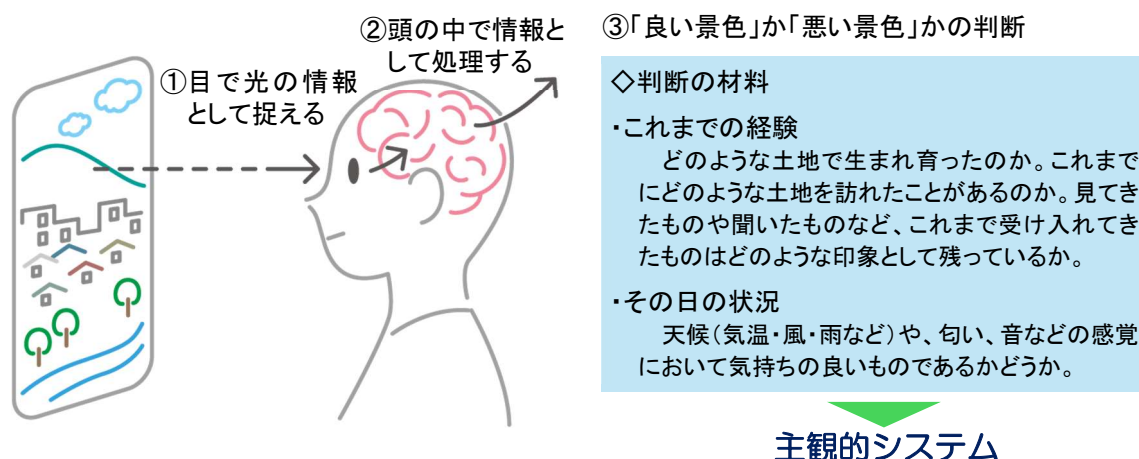 ①目で光の情報
として捉える
②頭の中で情報と
して処理する
③「良い景色」か「悪い景色」かの判断
◇判断の材料
・これまでの経験
どのような土地で生まれ育ったのか。これまで
にどのような土地を訪れたことがあるのか。見てき
たものや聞いたものなど、これまで受け入れてき
たものはどのような印象として残っているか。
・その日の状況
天候（気温・風・雨など）や、匂い、音などの感覚
において気持ちの良いものであるかどうか。
主観的システム